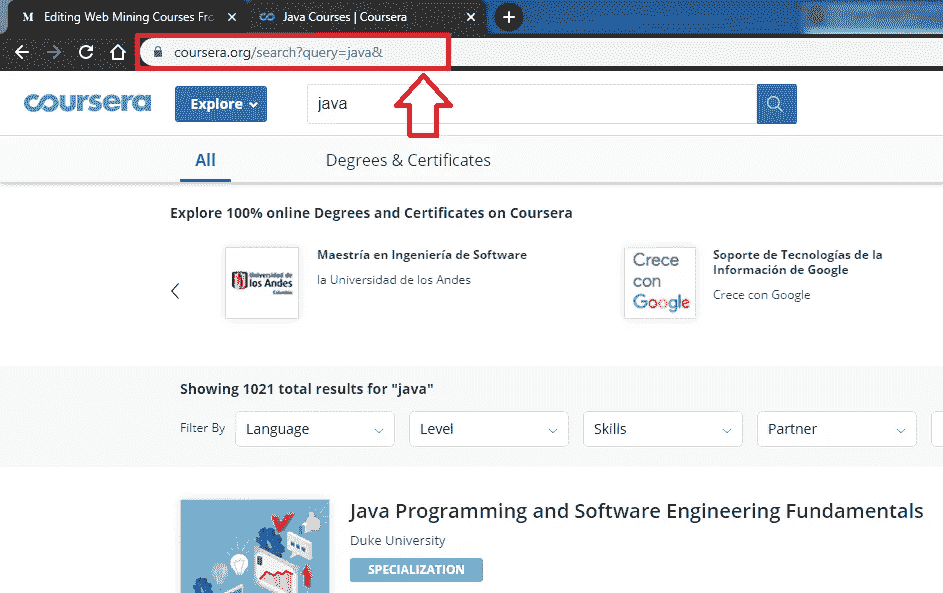 M Editing Web Mining Courses Frc
Java Courses | Coursera
coursera.org/search?query=java&
coursera
Explore
java
All
Degrees & Certificates
Explore 100% online Degrees and Certificates on Coursera
Universidad de los Andes
Colombia
Maestría en Ingeniería de Software
la Universidad de los Andes
Crece
con
Google
Soporte de Tecnologías de la
Información de Google
Crece con Google
Showing 1021 total results for "java"
Filter By
Language
Level
Skills
Partner
Java Programming and Software Engineering Fundamentals
Duke University
SPECIALIZATION